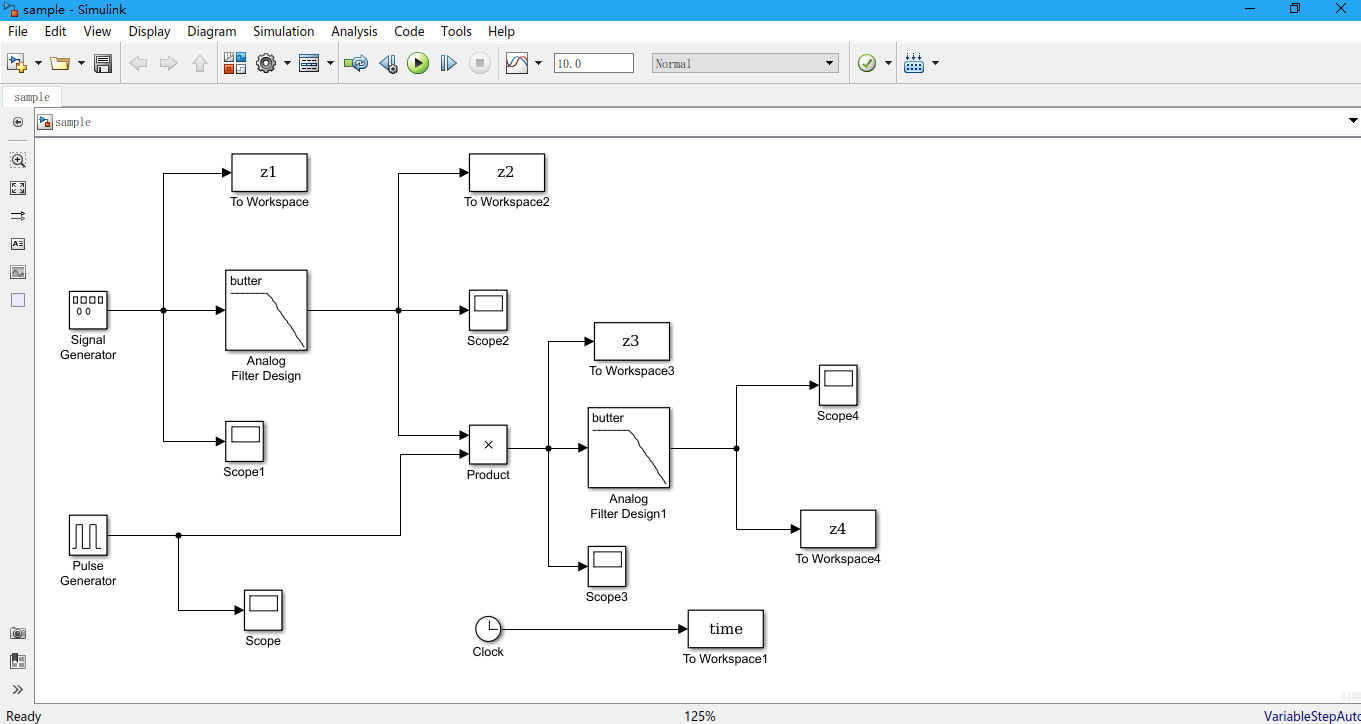 sample - Simulink
File Edit View Display Diagram Simulation Analysis Code Tools Help
10.0 Normal
sample
sample
z1
To Workspace
z2
To Workspace2
butter
Signal
Generator
Analog
Filter Design
Scope2
z3
To Workspace3
Scope4
butter
Scope1
×
Product
Analog
Filter Design1
z4
To Workspace4
Pulse
Generator
Scope3
Scope
Clock
time
To Workspace1
Ready 125% VariableStepAuto